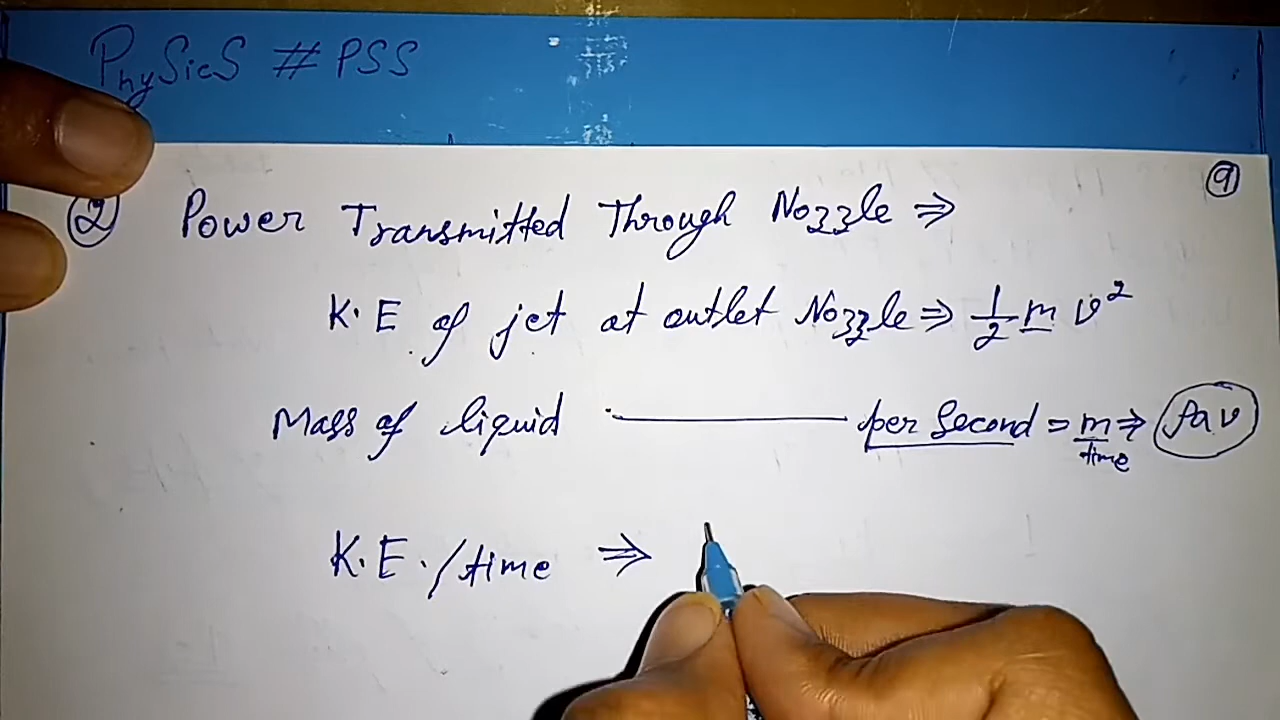 PhySicS # PSS
9
2 Power Transmitted Through Nozzle ⇒
K.E of jet at outlet Nozzle ⇒ 1/2 m v²
Mass of liquid ——— per Second = m/time ⇒ ρav
K.E./time ⇒